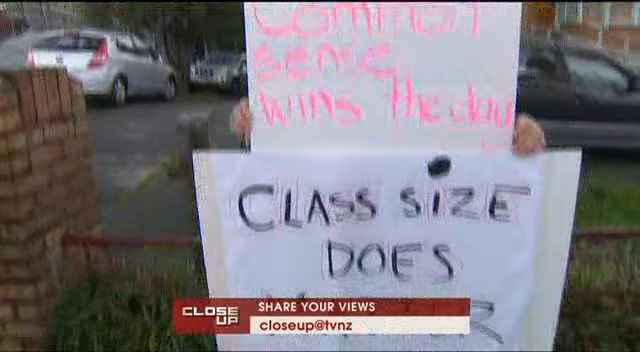 Common
sense
wins the day
CLASS SIZE
DOES
CLOSE UP
SHARE YOUR VIEWS
closeup@tvnz